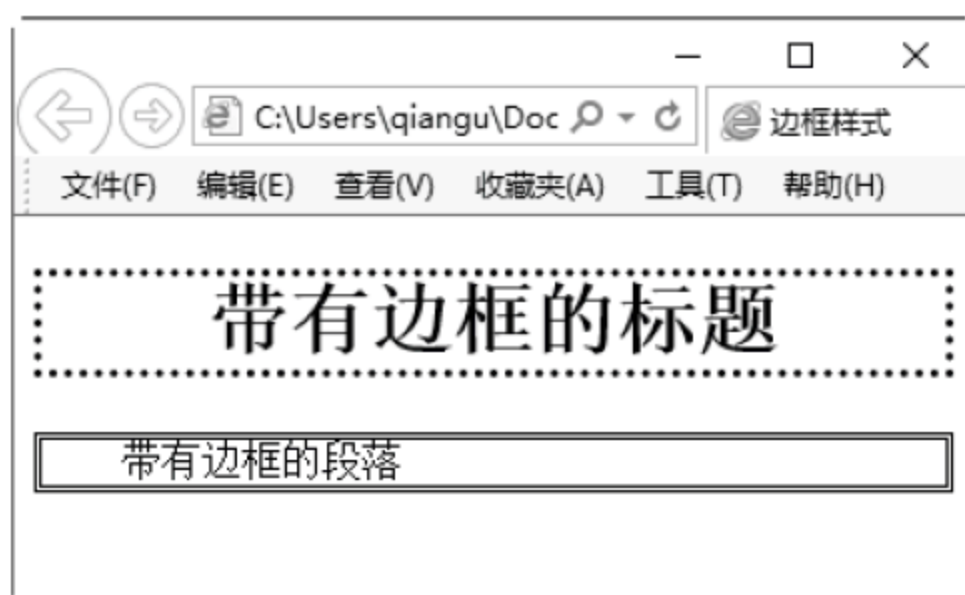 C:\Users\qiangu\Doc
边框样式
文件(F) 编辑(E) 查看(V) 收藏夹(A) 工具(T) 帮助(H)
带有边框的标题
带有边框的段落